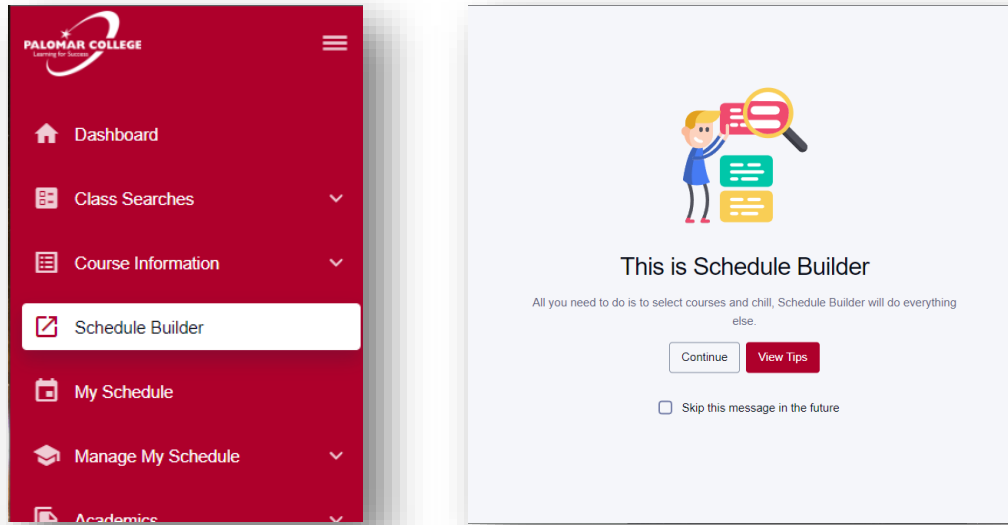 PALOMAR COLLEGE
Learning for Success
Dashboard
Class Searches
Course Information
Schedule Builder
My Schedule
Manage My Schedule
Academics
This is Schedule Builder
All you need to do is to select courses and chill, Schedule Builder will do everything
else.
Continue
View Tips
Skip this message in the future